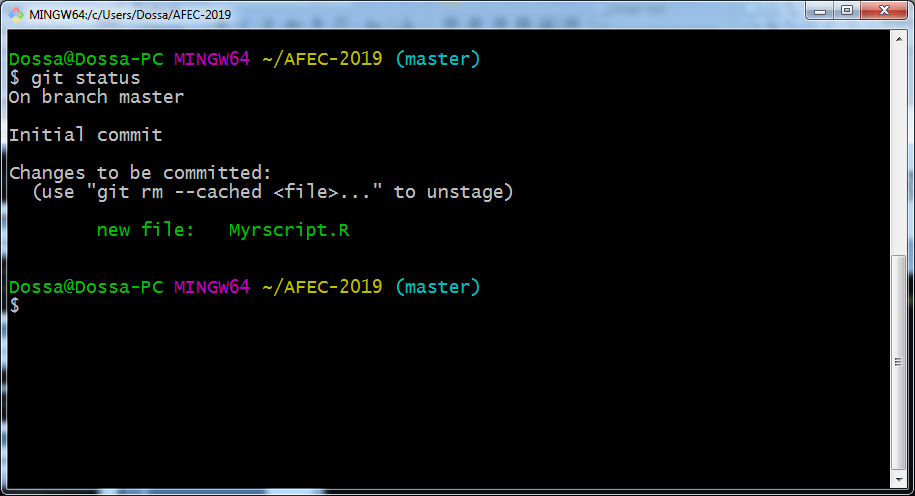 MINGW64:/c/Users/Dossa/AFEC-2019
Dossa@Dossa-PC MINGW64 ~/AFEC-2019 (master)
$ git status
On branch master
Initial commit
Changes to be committed:
(use "git rm --cached <file>..." to unstage)
new file:   Myrscript.R
Dossa@Dossa-PC MINGW64 ~/AFEC-2019 (master)
$